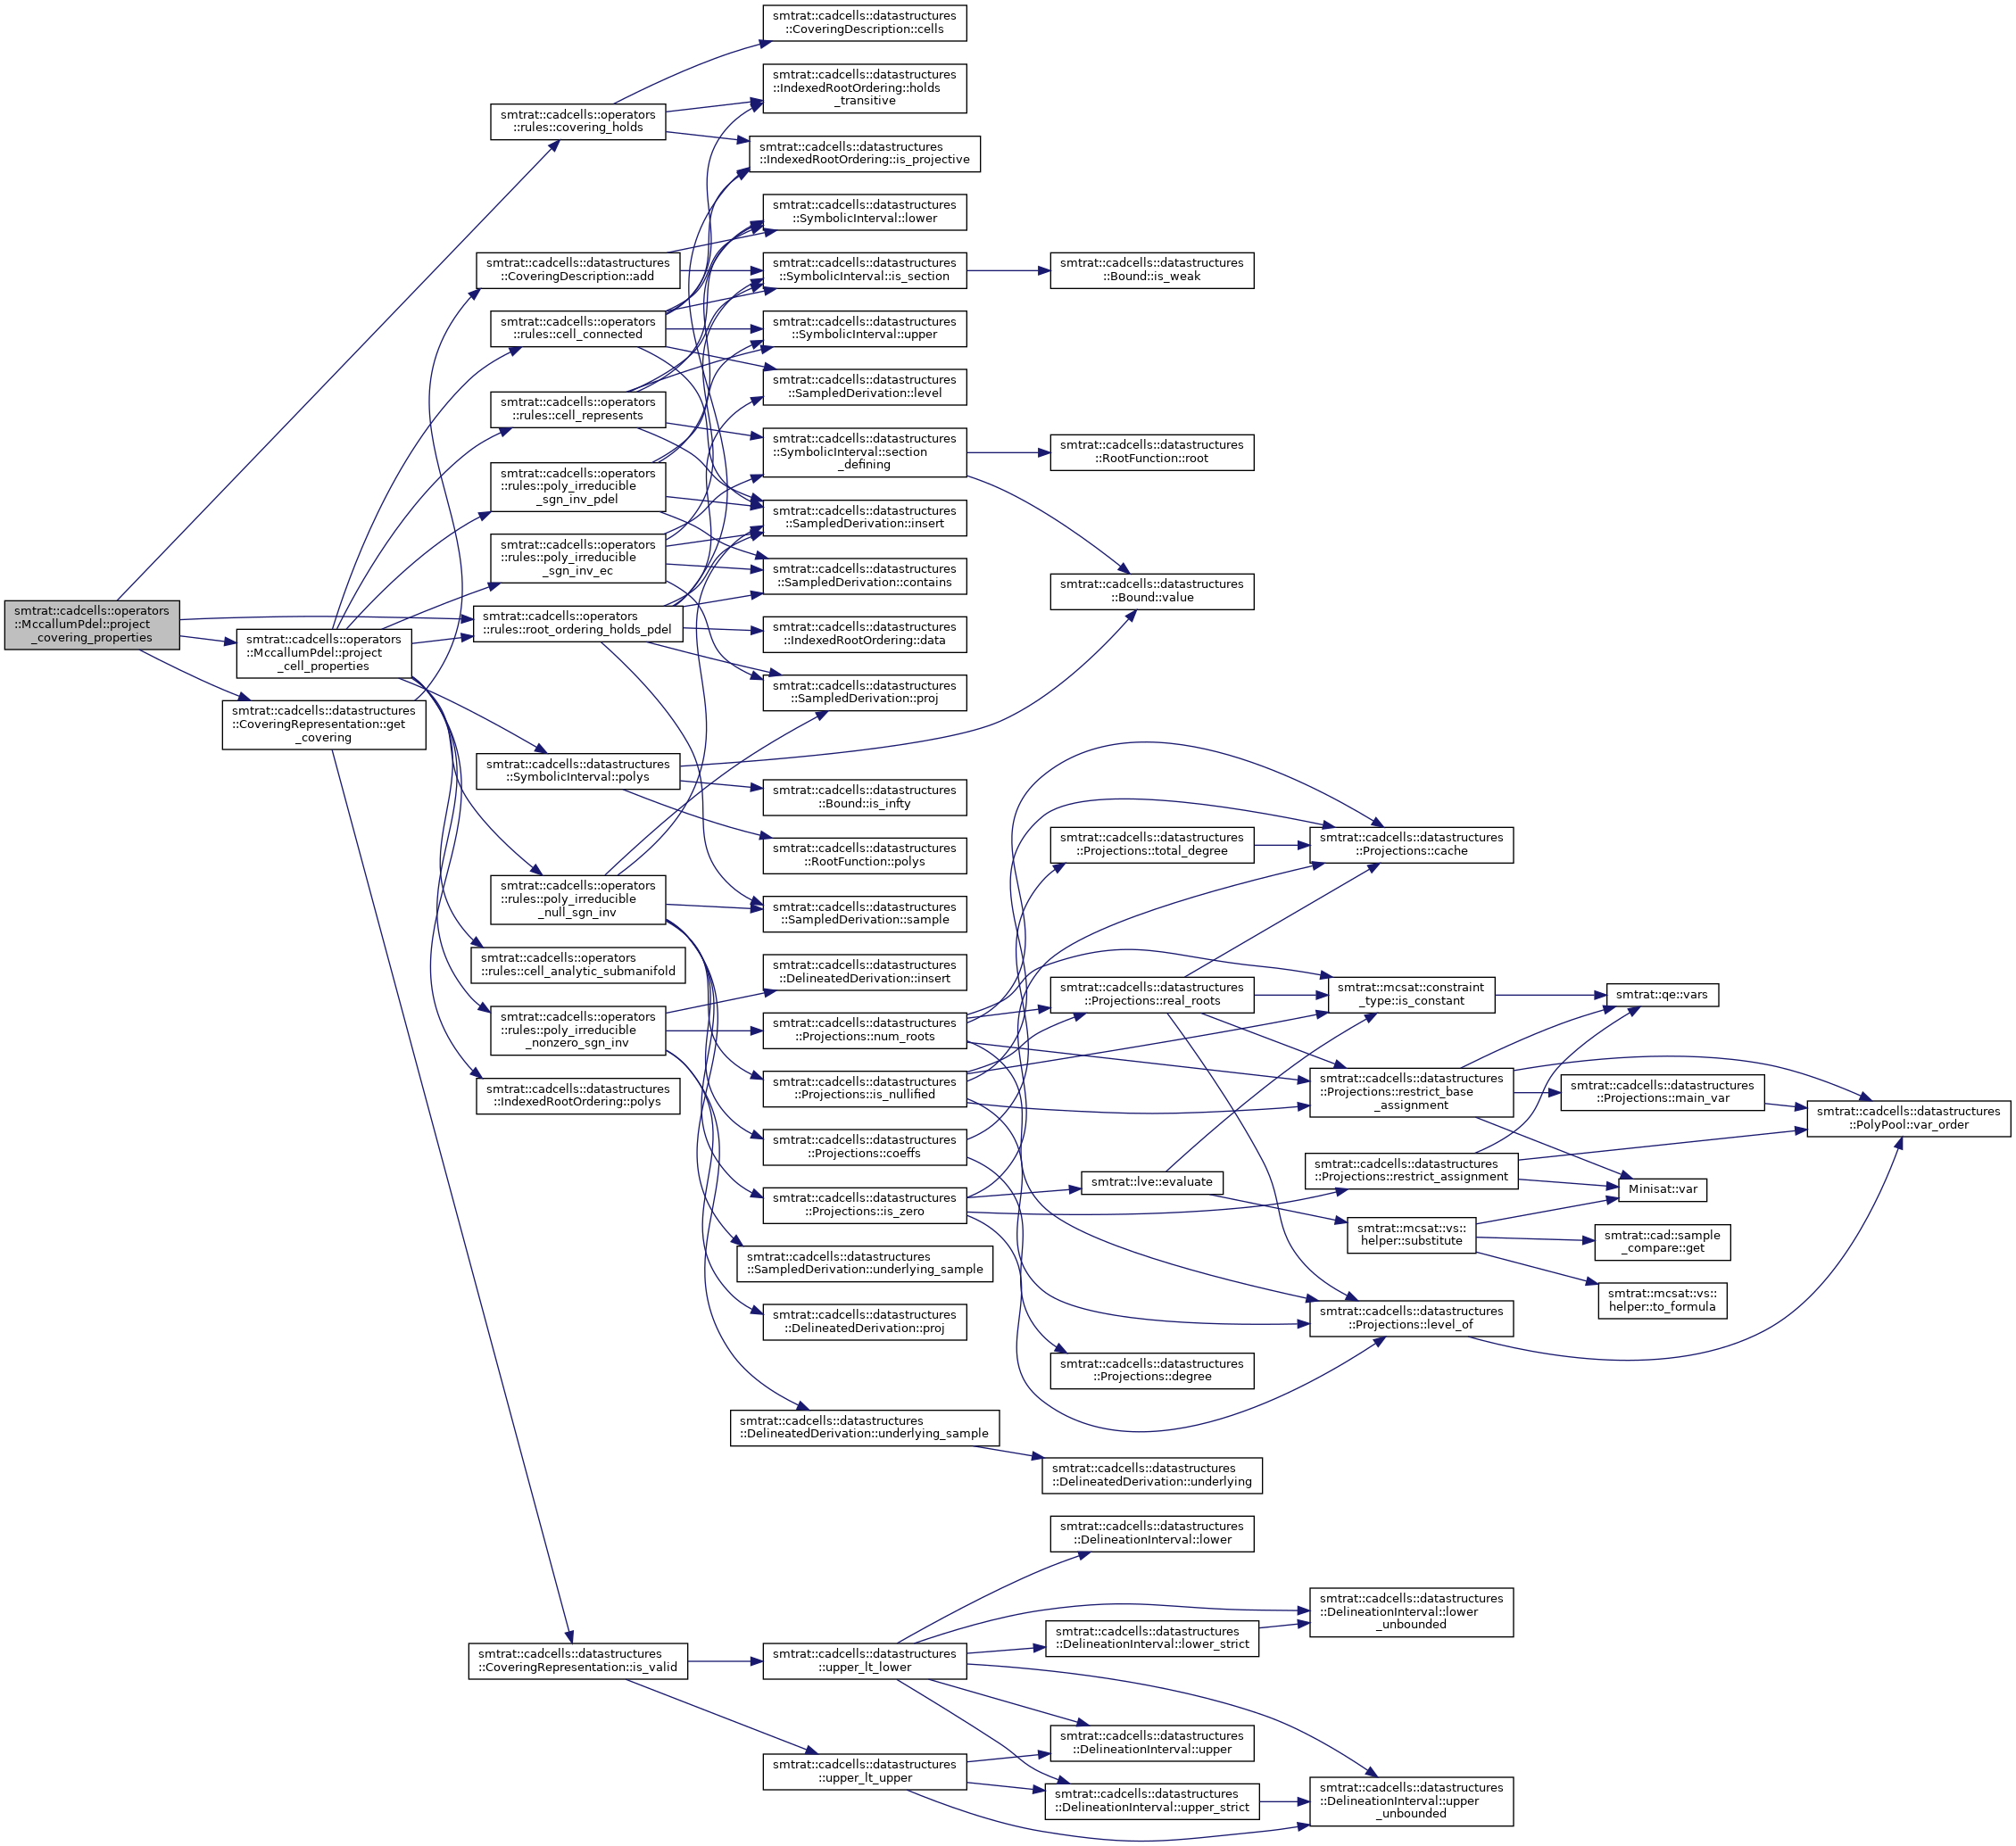 smtrat::cadcells::operators
::McallumPdel::project
_covering_properties
smtrat::cadcells::operators
::rules::covering_holds
smtrat::cadcells::datastructures
::CoveringDescription::cells
smtrat::cadcells::datastructures
::IndexedRootOrdering::holds
_transitive
smtrat::cadcells::datastructures
::IndexedRootOrdering::is_projective
smtrat::cadcells::operators
::MccallumPdel::project
_cell_properties
smtrat::cadcells::datastructures
::CoveringRepresentation::get
_covering
smtrat::cadcells::datastructures
::CoveringDescription::add
smtrat::cadcells::operators
::rules::cell_connected
smtrat::cadcells::operators
::rules::cell_represents
smtrat::cadcells::operators
::rules::poly_irreducible
_sgn_inv_pdel
smtrat::cadcells::operators
::rules::poly_irreducible
_sgn_inv_ec
smtrat::cadcells::operators
::rules::root_ordering_holds_pdel
smtrat::cadcells::datastructures
::SymbolicInterval::polys
smtrat::cadcells::operators
::rules::poly_irreducible
_null_sgn_inv
smtrat::cadcells::operators
::rules::cell_analytic_submanifold
smtrat::cadcells::operators
::rules::poly_irreducible
_nonzero_sgn_inv
smtrat::cadcells::datastructures
::IndexedRootOrdering::polys
smtrat::cadcells::datastructures
::CoveringRepresentation::is_valid
smtrat::cadcells::datastructures
::SymbolicInterval::lower
smtrat::cadcells::datastructures
::SymbolicInterval::is_section
smtrat::cadcells::datastructures
::SymbolicInterval::upper
smtrat::cadcells::datastructures
::SampledDerivation::level
smtrat::cadcells::datastructures
::SymbolicInterval::section
_defining
smtrat::cadcells::datastructures
::SampledDerivation::insert
smtrat::cadcells::datastructures
::SampledDerivation::contains
smtrat::cadcells::datastructures
::IndexedRootOrdering::data
smtrat::cadcells::datastructures
::SampledDerivation::proj
smtrat::cadcells::datastructures
::Bound::is_infty
smtrat::cadcells::datastructures
::RootFunction::polys
smtrat::cadcells::datastructures
::SampledDerivation::sample
smtrat::cadcells::datastructures
::DelineatedDerivation::insert
smtrat::cadcells::datastructures
::Projections::num_roots
smtrat::cadcells::datastructures
::Projections::is_nullified
smtrat::cadcells::datastructures
::Projections::coeffs
smtrat::cadcells::datastructures
::Projections::is_zero
smtrat::cadcells::datastructures
::SampledDerivation::underlying_sample
smtrat::cadcells::datastructures
::DelineatedDerivation::proj
smtrat::cadcells::datastructures
::DelineatedDerivation::underlying_sample
smtrat::cadcells::datastructures
::upper_lt_lower
smtrat::cadcells::datastructures
::upper_lt_upper
smtrat::cadcells::datastructures
::Bound::is_weak
smtrat::cadcells::datastructures
::RootFunction::root
smtrat::cadcells::datastructures
::Bound::value
smtrat::cadcells::datastructures
::Projections::total_degree
smtrat::cadcells::datastructures
::Projections::real_roots
smtrat::lve::evaluate
smtrat::cadcells::datastructures
::Projections::degree
smtrat::cadcells::datastructures
::DelineatedDerivation::underlying
smtrat::cadcells::datastructures
::DelineationInterval::lower
smtrat::cadcells::datastructures
::DelineationInterval::lower_strict
smtrat::cadcells::datastructures
::DelineationInterval::upper
smtrat::cadcells::datastructures
::DelineationInterval::upper_strict
smtrat::cadcells::datastructures
::Projections::cache
smtrat::mcsat::constraint
_type::is_constant
smtrat::cadcells::datastructures
::Projections::restrict_base
_assignment
smtrat::cadcells::datastructures
::Projections::restrict_assignment
smtrat::mcsat::vs::
helper::substitute
smtrat::cadcells::datastructures
::Projections::level_of
smtrat::cadcells::datastructures
::DelineationInterval::lower
_unbounded
smtrat::cadcells::datastructures
::DelineationInterval::upper
_unbounded
smtrat::qe::vars
smtrat::cadcells::datastructures
::Projections::main_var
Minisat::var
smtrat::cad::sample
_compare::get
smtrat::mcsat::vs::
helper::to_formula
smtrat::cadcells::datastructures
::PolyPool::var_order